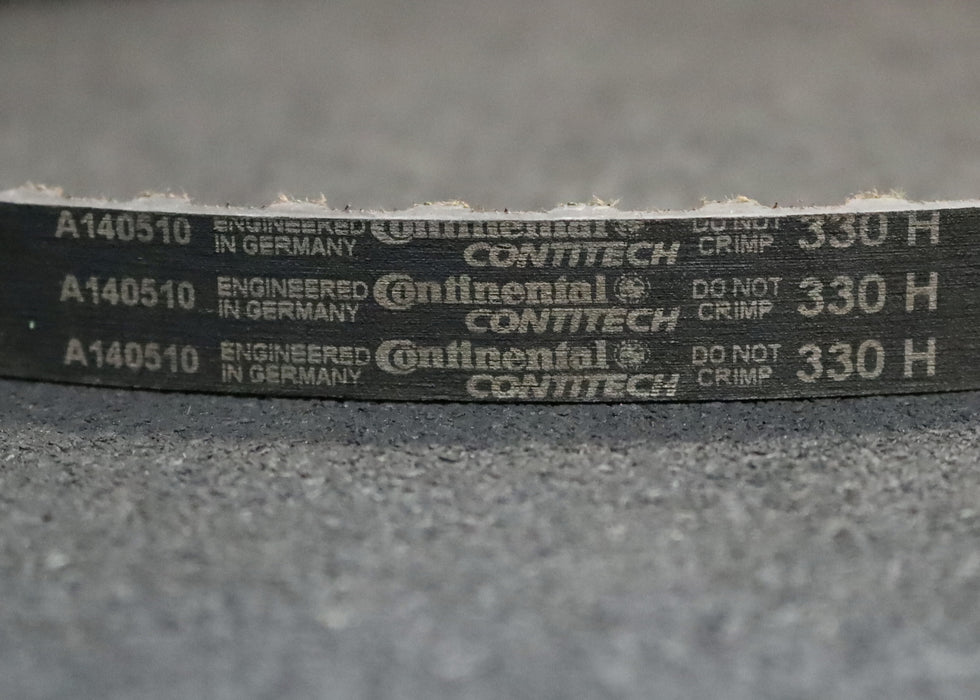 A140510 ENGINEERED IN GERMANY Continental CONTITECH DO NOT CRIMP 330 H
A140510 ENGINEERED IN GERMANY Continental CONTITECH DO NOT CRIMP 330 H
A140510 ENGINEERED IN GERMANY Continental CONTITECH DO NOT CRIMP 330 H